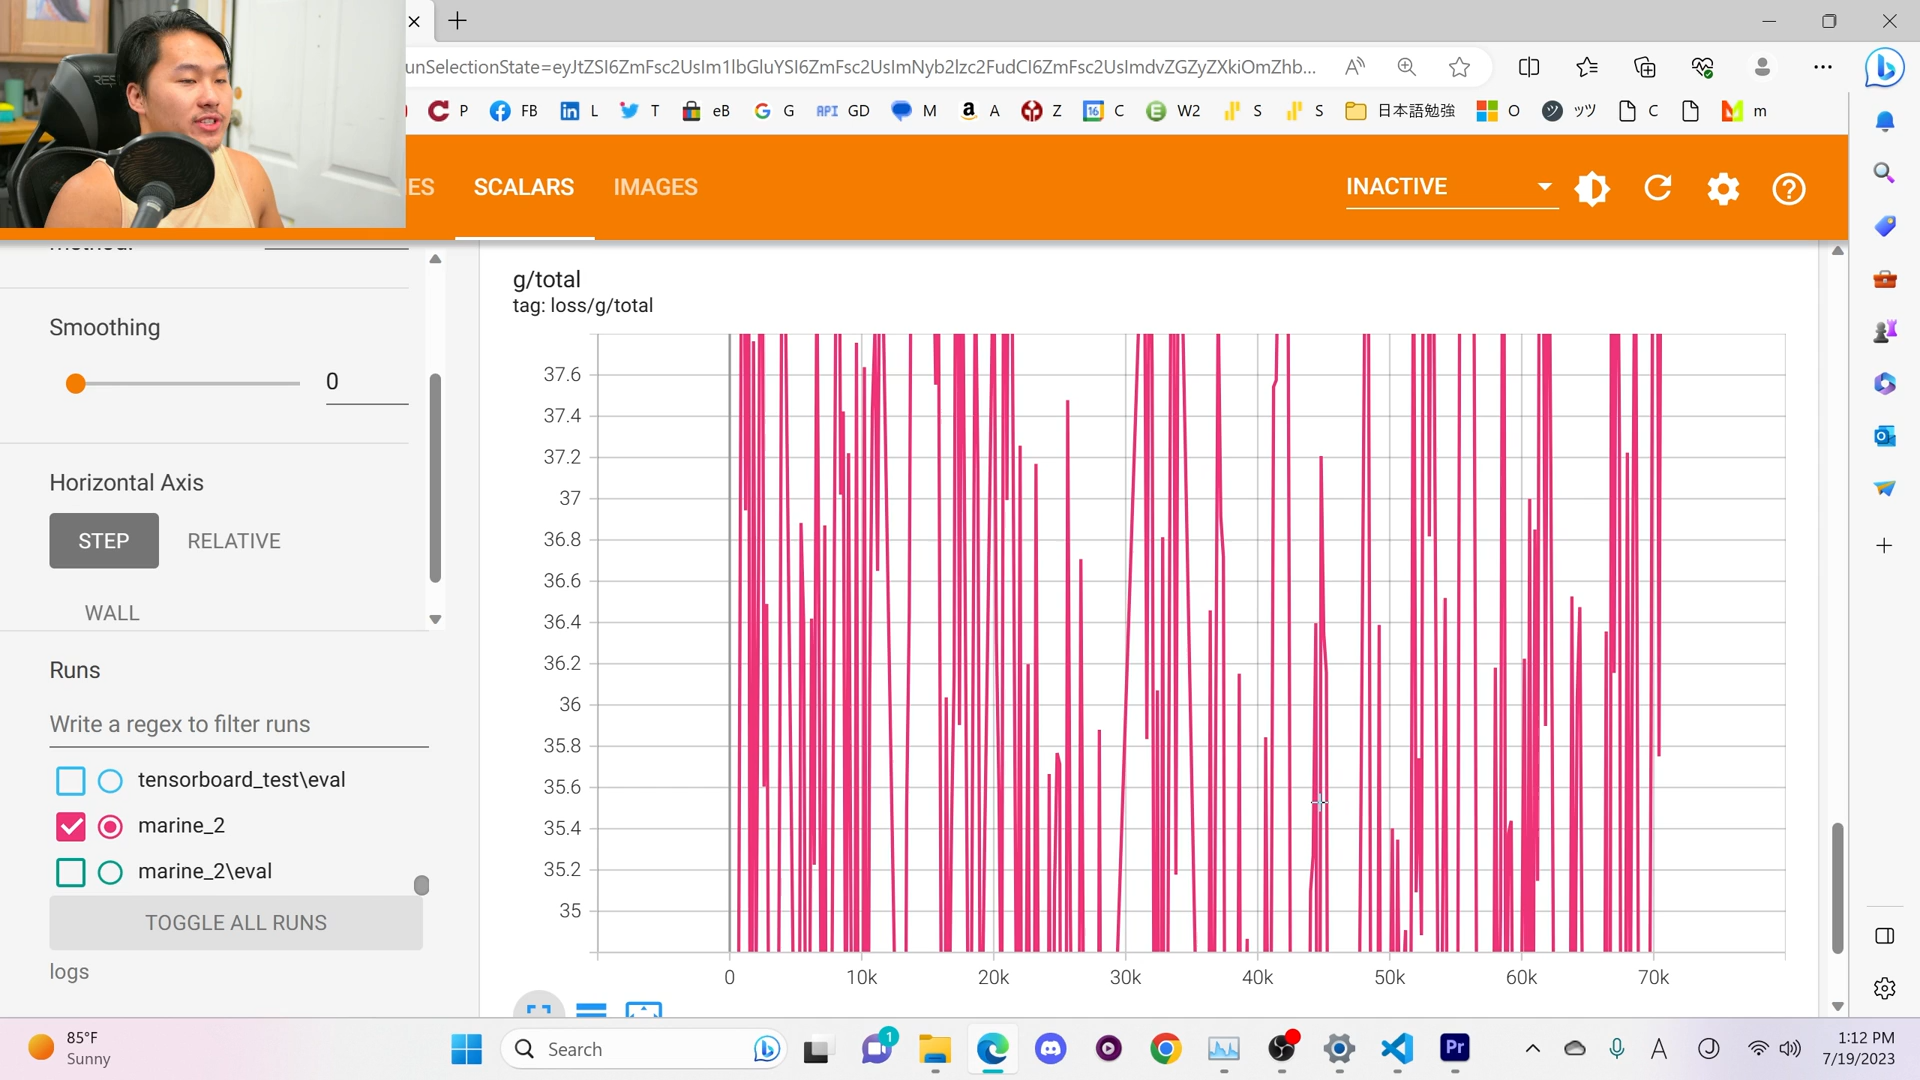 unSelectionState=eyJtZSI6ZmFsc2UsIm1lbGluYSI6ZmFsc2UsImNyb2lzc2FudCI6ZmFsc2UsImdvZGZyZXkiOmZhb...
P
FB
L
T
eB
G
API GD
M
A
Z
C
W2
S
S
日本語勉強
O
ッツ
C
m
ES
SCALARS
IMAGES
INACTIVE
Smoothing
0
Horizontal Axis
STEP
RELATIVE
WALL
Runs
Write a regex to filter runs
tensorboard_test\eval
marine_2
marine_2\eval
TOGGLE ALL RUNS
logs
g/total
tag: loss/g/total
37.6
37.4
37.2
37
36.8
36.6
36.4
36.2
36
35.8
35.6
35.4
35.2
35
0 10k 20k 30k 40k 50k 60k 70k
85°F
Sunny
Search
1
Pr
A
1:12 PM
7/19/2023